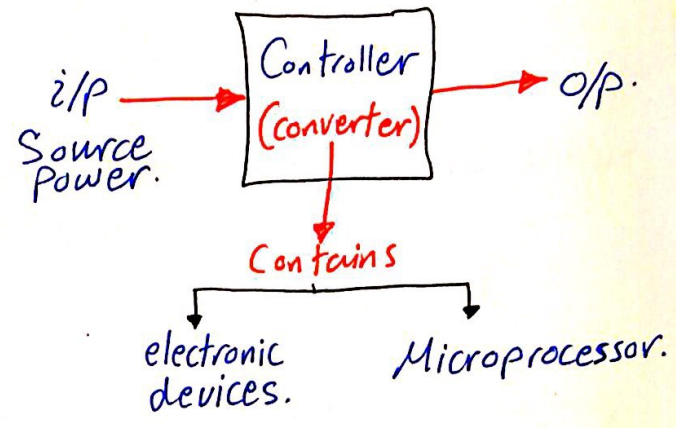 Controller
(converter)
i/p
Source
Power.
o/p.
Contains
electronic
devices.
Microprocessor.